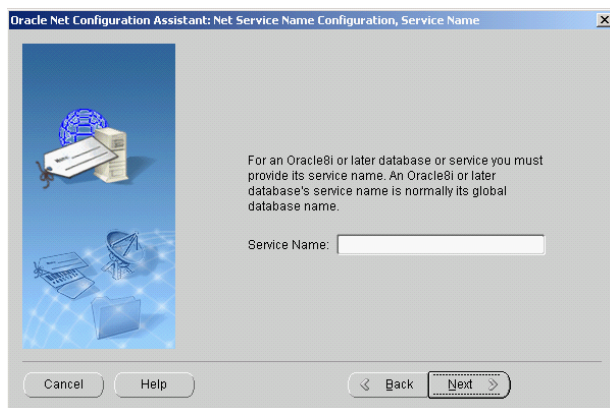 Oracle Net Configuration Assistant: Net Service Name Configuration, Service Name
For an Oracle8i or later database or service you must
provide its service name. An Oracle8i or later
database's service name is normally its global
database name.
Service Name:
Cancel
Help
Back
Next